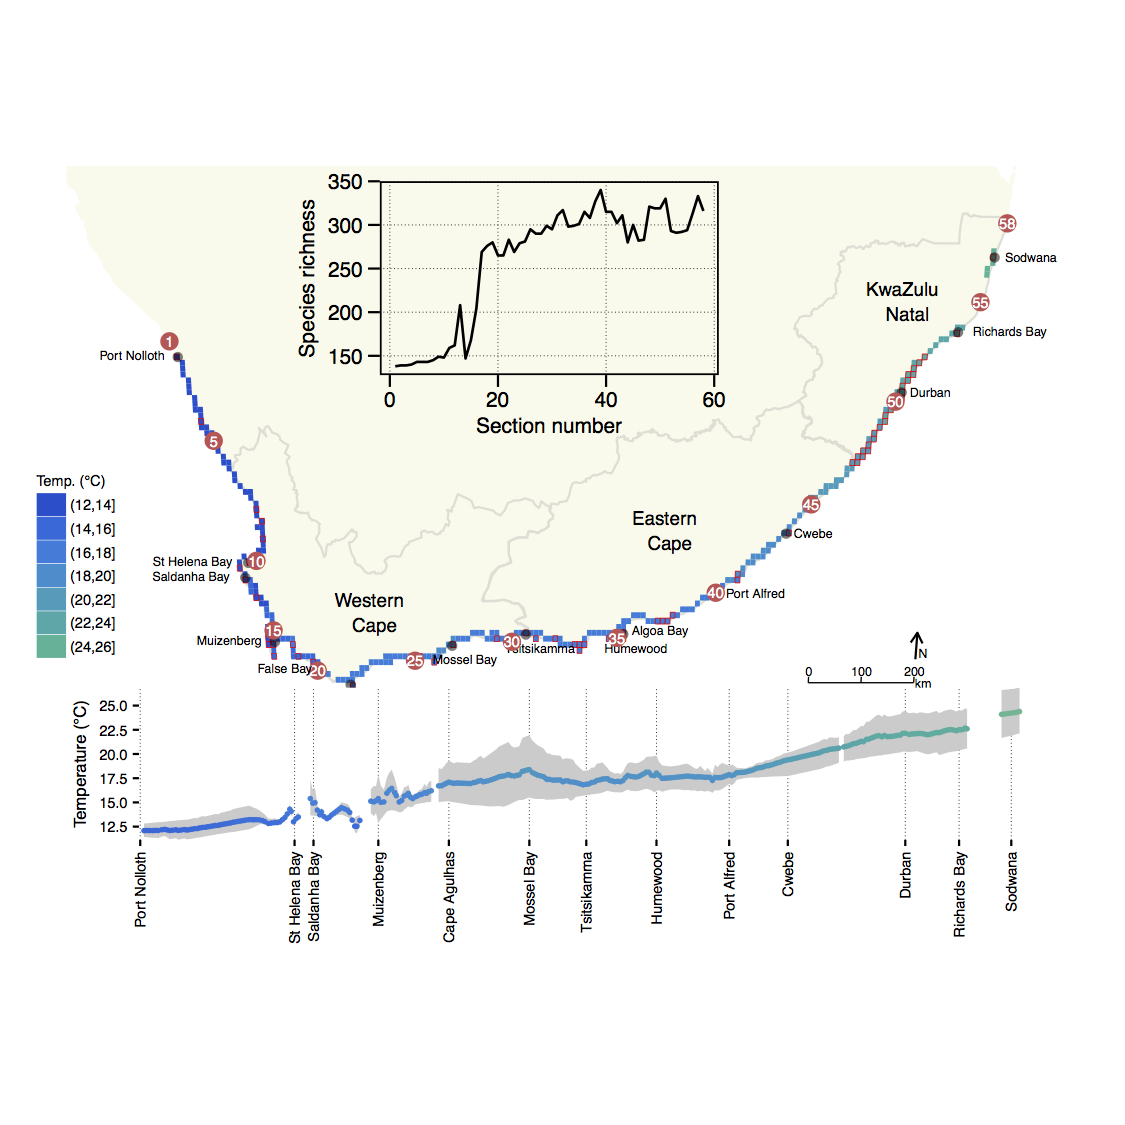 350
300
250
200
150
Species richness
0
20
40
60
Section number
58
Sodwana
KwaZulu
Natal
55
Richards Bay
1
Port Nolloth
Durban
50
5
Temp. (°C)
(12,14]
(14,16]
(16,18]
(18,20]
(20,22]
(22,24]
(24,26]
45
Eastern
Cape
Cwebe
St Helena Bay
10
Saldanha Bay
Western
Cape
40
Port Alfred
15
Muizenberg
30
35
Algoa Bay
Tsitsikamma
Humewood
False Bay
20
25
Mossel Bay
N
0
100
200
km
Temperature (°C)
25.0
22.5
20.0
17.5
15.0
12.5
Port Nolloth
St Helena Bay
Saldanha Bay
Muizenberg
Cape Agulhas
Mossel Bay
Tsitsikamma
Humewood
Port Alfred
Cwebe
Durban
Richards Bay
Sodwana